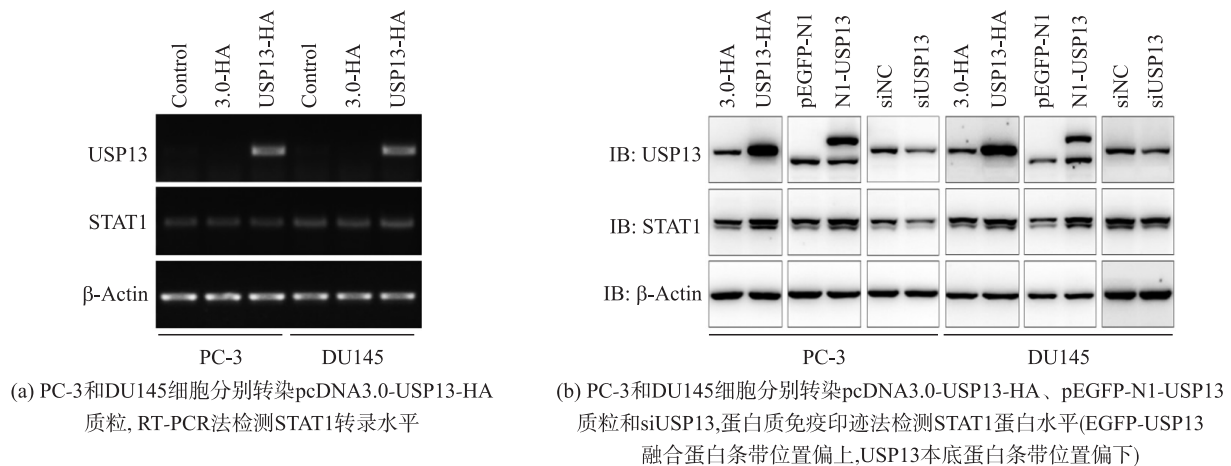 Control
3.0-HA
USP13-HA
Control
3.0-HA
USP13-HA
USP13
STAT1
β-Actin
PC-3
DU145
(a) PC-3和DU145细胞分别转染pcDNA3.0-USP13-HA
质粒, RT-PCR法检测STAT1转录水平
3.0-HA
USP13-HA
pEGFP-N1
N1-USP13
siNC
siUSP13
3.0-HA
USP13-HA
pEGFP-N1
N1-USP13
siNC
siUSP13
IB: USP13
IB: STAT1
IB: β-Actin
PC-3
DU145
(b) PC-3和DU145细胞分别转染pcDNA3.0-USP13-HA、pEGFP-N1-USP13
质粒和siUSP13,蛋白质免疫印迹法检测STAT1蛋白水平(EGFP-USP13
融合蛋白条带位置偏上,USP13本底蛋白条带位置偏下)